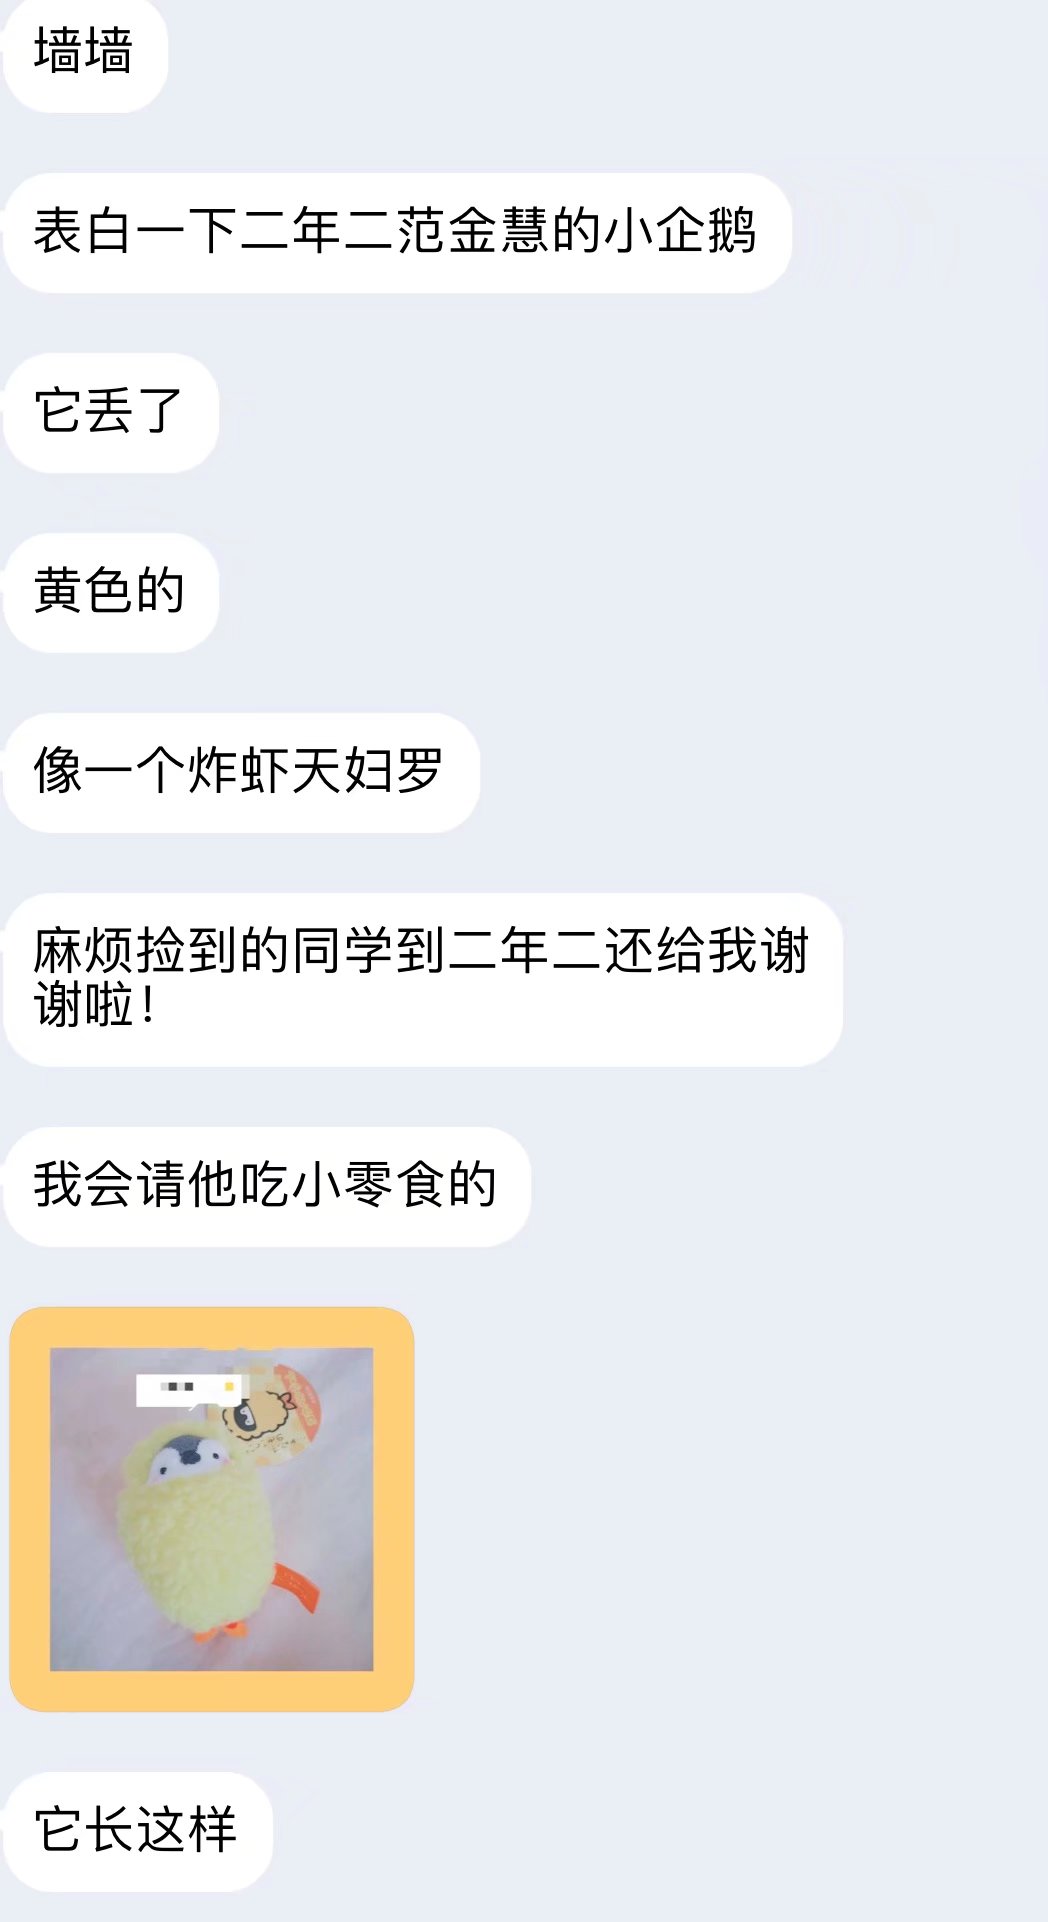 墙墙
表白一下二年二范金慧的小企鹅
它丢了
黄色的
像一个炸虾天妇罗
麻烦捡到的同学到二年二还给我谢
谢啦！
我会请他吃小零食的
它长这样